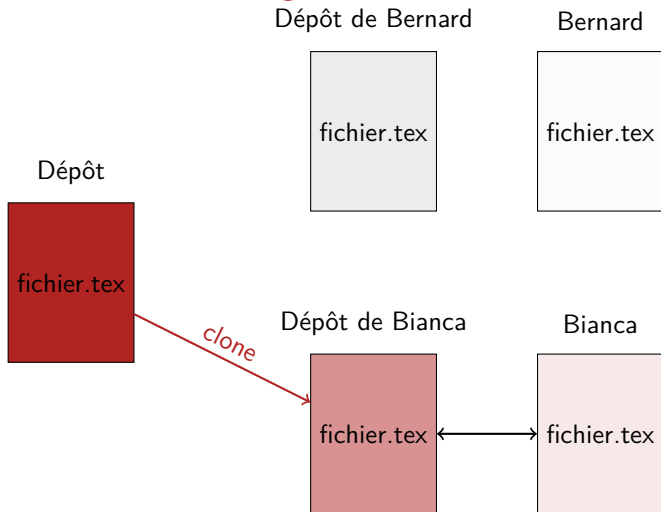 Dépôt de Bernard
Bernard
fichier.tex
fichier.tex
Dépôt
fichier.tex
clone
Dépôt de Bianca
Bianca
fichier.tex
fichier.tex